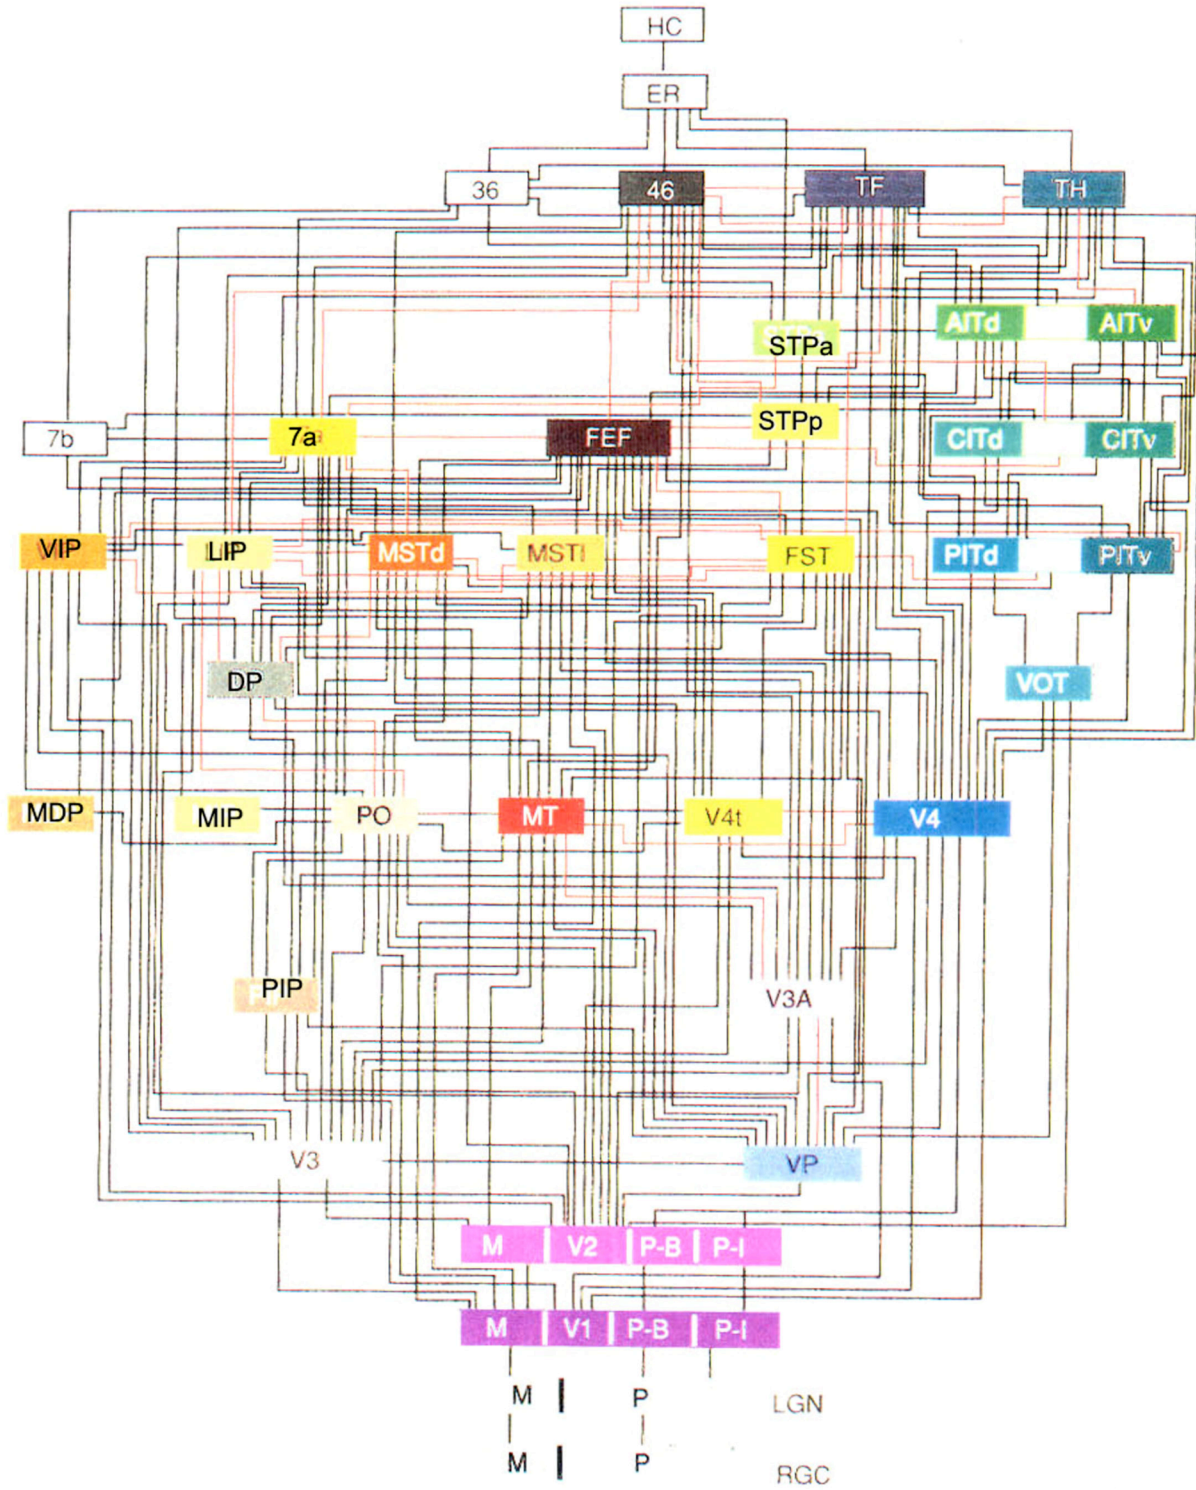 HC
ER
36 46 TF TH
STPa AITd AITv
7b 7a FEF STPp CITd CITv
VIP LIP MSTd MSTl FST PITd PITv
DP VOT
MDP MIP PO MT V4t V4
PIP V3A
V3 VP
M V2 P-B P-I
M V1 P-B P-I
M P LGN
M P RGC